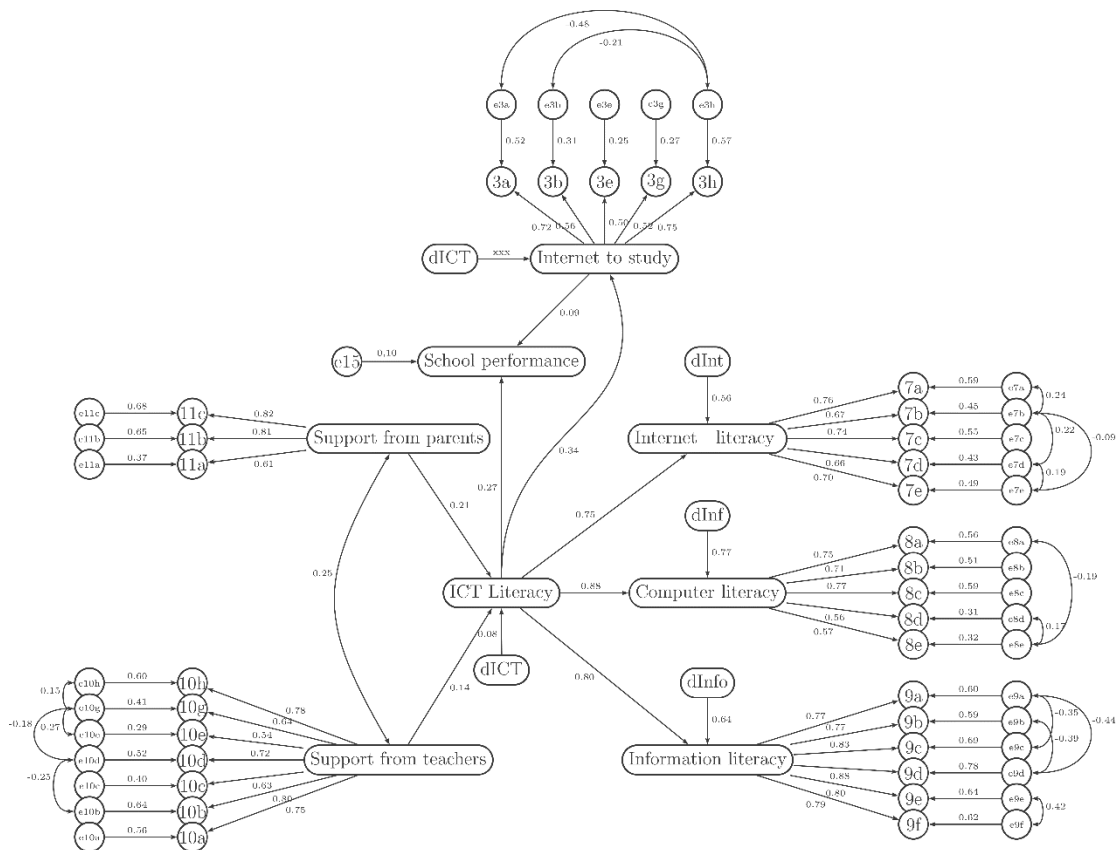 0.48
-0.21
e3a e3b e3e e3g e3h
0.52 0.31 0.25 0.27 0.57
3a 3b 3e 3g 3h
0.72 0.56 0.50 0.52 0.75
dICT xxx Internet to study
0.09
e15 0.10 School performance
dInt
0.56
e11c 0.68 11c 0.82
e11b 0.65 11b 0.81
e11a 0.37 11a 0.61
Support from parents
Internet literacy
0.76 7a 0.59 e7a
0.67 7b 0.45 e7b
0.74 7c 0.55 e7c
0.66 7d 0.43 e7d
0.70 7e 0.49 e7e
0.24
0.22
-0.09
0.19
0.34
0.27
0.21
0.75
0.25
dInf
0.77
ICT Literacy 0.88 Computer literacy
0.75 8a 0.56 e8a
0.71 8b 0.51 e8b
0.77 8c 0.59 e8c
0.56 8d 0.31 e8d
0.57 8e 0.32 e8e
-0.19
0.17
0.08
dICT
0.14
0.80
dInfo
0.64
e10h 0.60 10h 0.78
e10g 0.41 10g 0.64
e10e 0.29 10e 0.54
e10d 0.52 10d 0.72
e10c 0.40 10c 0.63
e10b 0.64 10b 0.80
e10a 0.56 10a 0.75
0.15
-0.18
0.27
-0.25
Support from teachers
Information literacy
0.77 9a 0.60 e9a
0.77 9b 0.59 e9b
0.83 9c 0.69 e9c
0.88 9d 0.78 e9d
0.80 9e 0.64 e9e
0.79 9f 0.62 e9f
-0.35
-0.44
-0.39
0.42